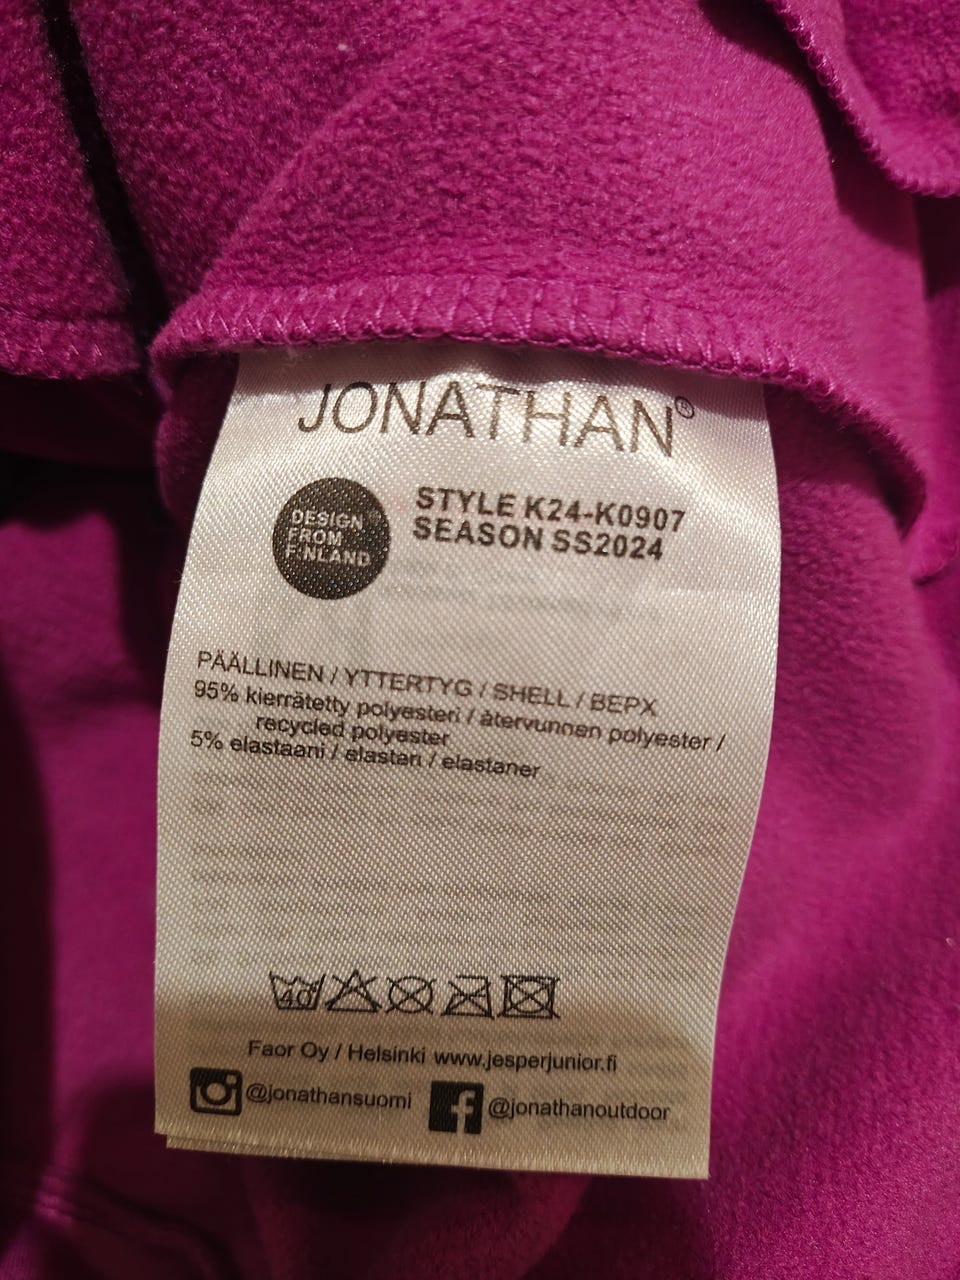 JONATHAN®
DESIGN
FROM
FINLAND
STYLE K24-K0907
SEASON SS2024
PÄÄLLINEN / YTTERTYG / SHELL / ВЕРХ
95% kierrätetty polyesteri / återvunnen polyester /
recycled polyester
5% elastaani / elastan / elastaner
40
Faor Oy / Helsinki www.jesperjunior.fi
@jonathansuomi
@jonathanoutdoor